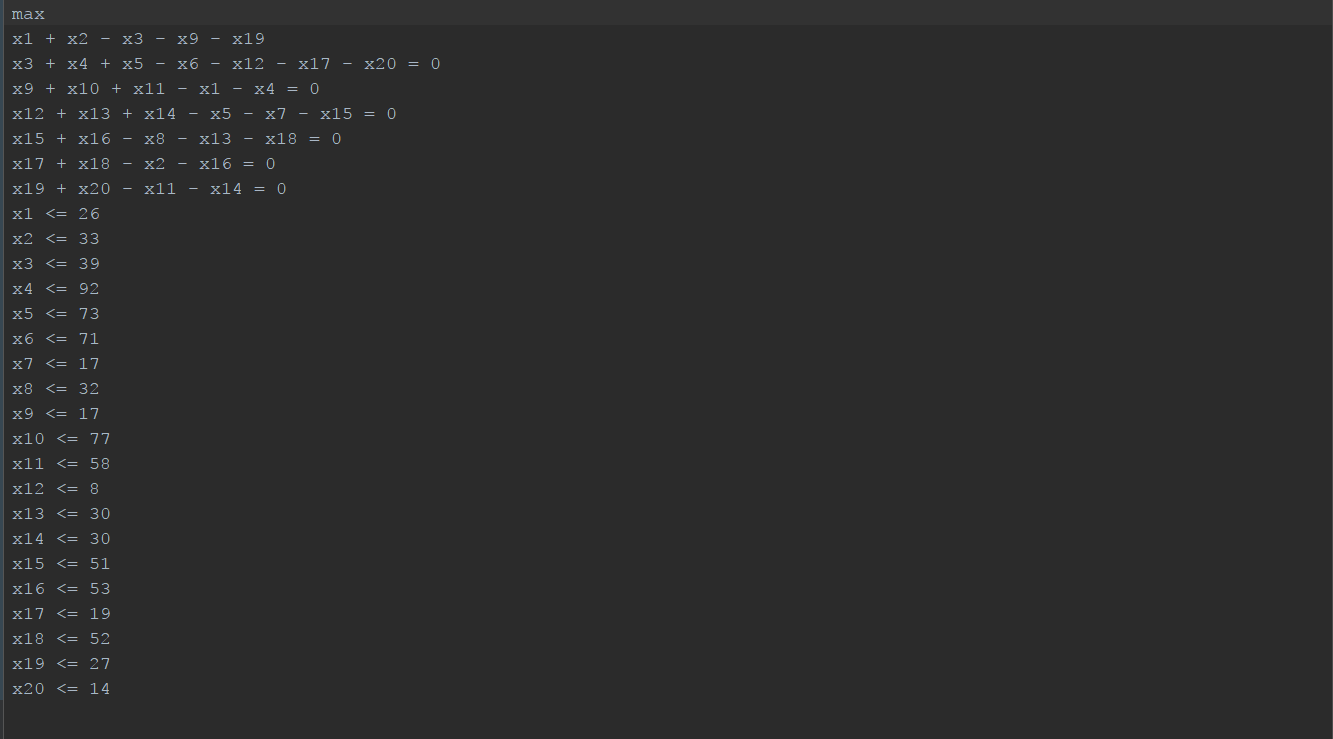 max
x1 + x2 - x3 - x9 - x19
x3 + x4 + x5 - x6 - x12 - x17 - x20 = 0
x9 + x10 + x11 - x1 - x4 = 0
x12 + x13 + x14 - x5 - x7 - x15 = 0
x15 + x16 - x8 - x13 - x18 = 0
x17 + x18 - x2 - x16 = 0
x19 + x20 - x11 - x14 = 0
x1 <= 26
x2 <= 33
x3 <= 39
x4 <= 92
x5 <= 73
x6 <= 71
x7 <= 17
x8 <= 32
x9 <= 17
x10 <= 77
x11 <= 58
x12 <= 8
x13 <= 30
x14 <= 30
x15 <= 51
x16 <= 53
x17 <= 19
x18 <= 52
x19 <= 27
x20 <= 14